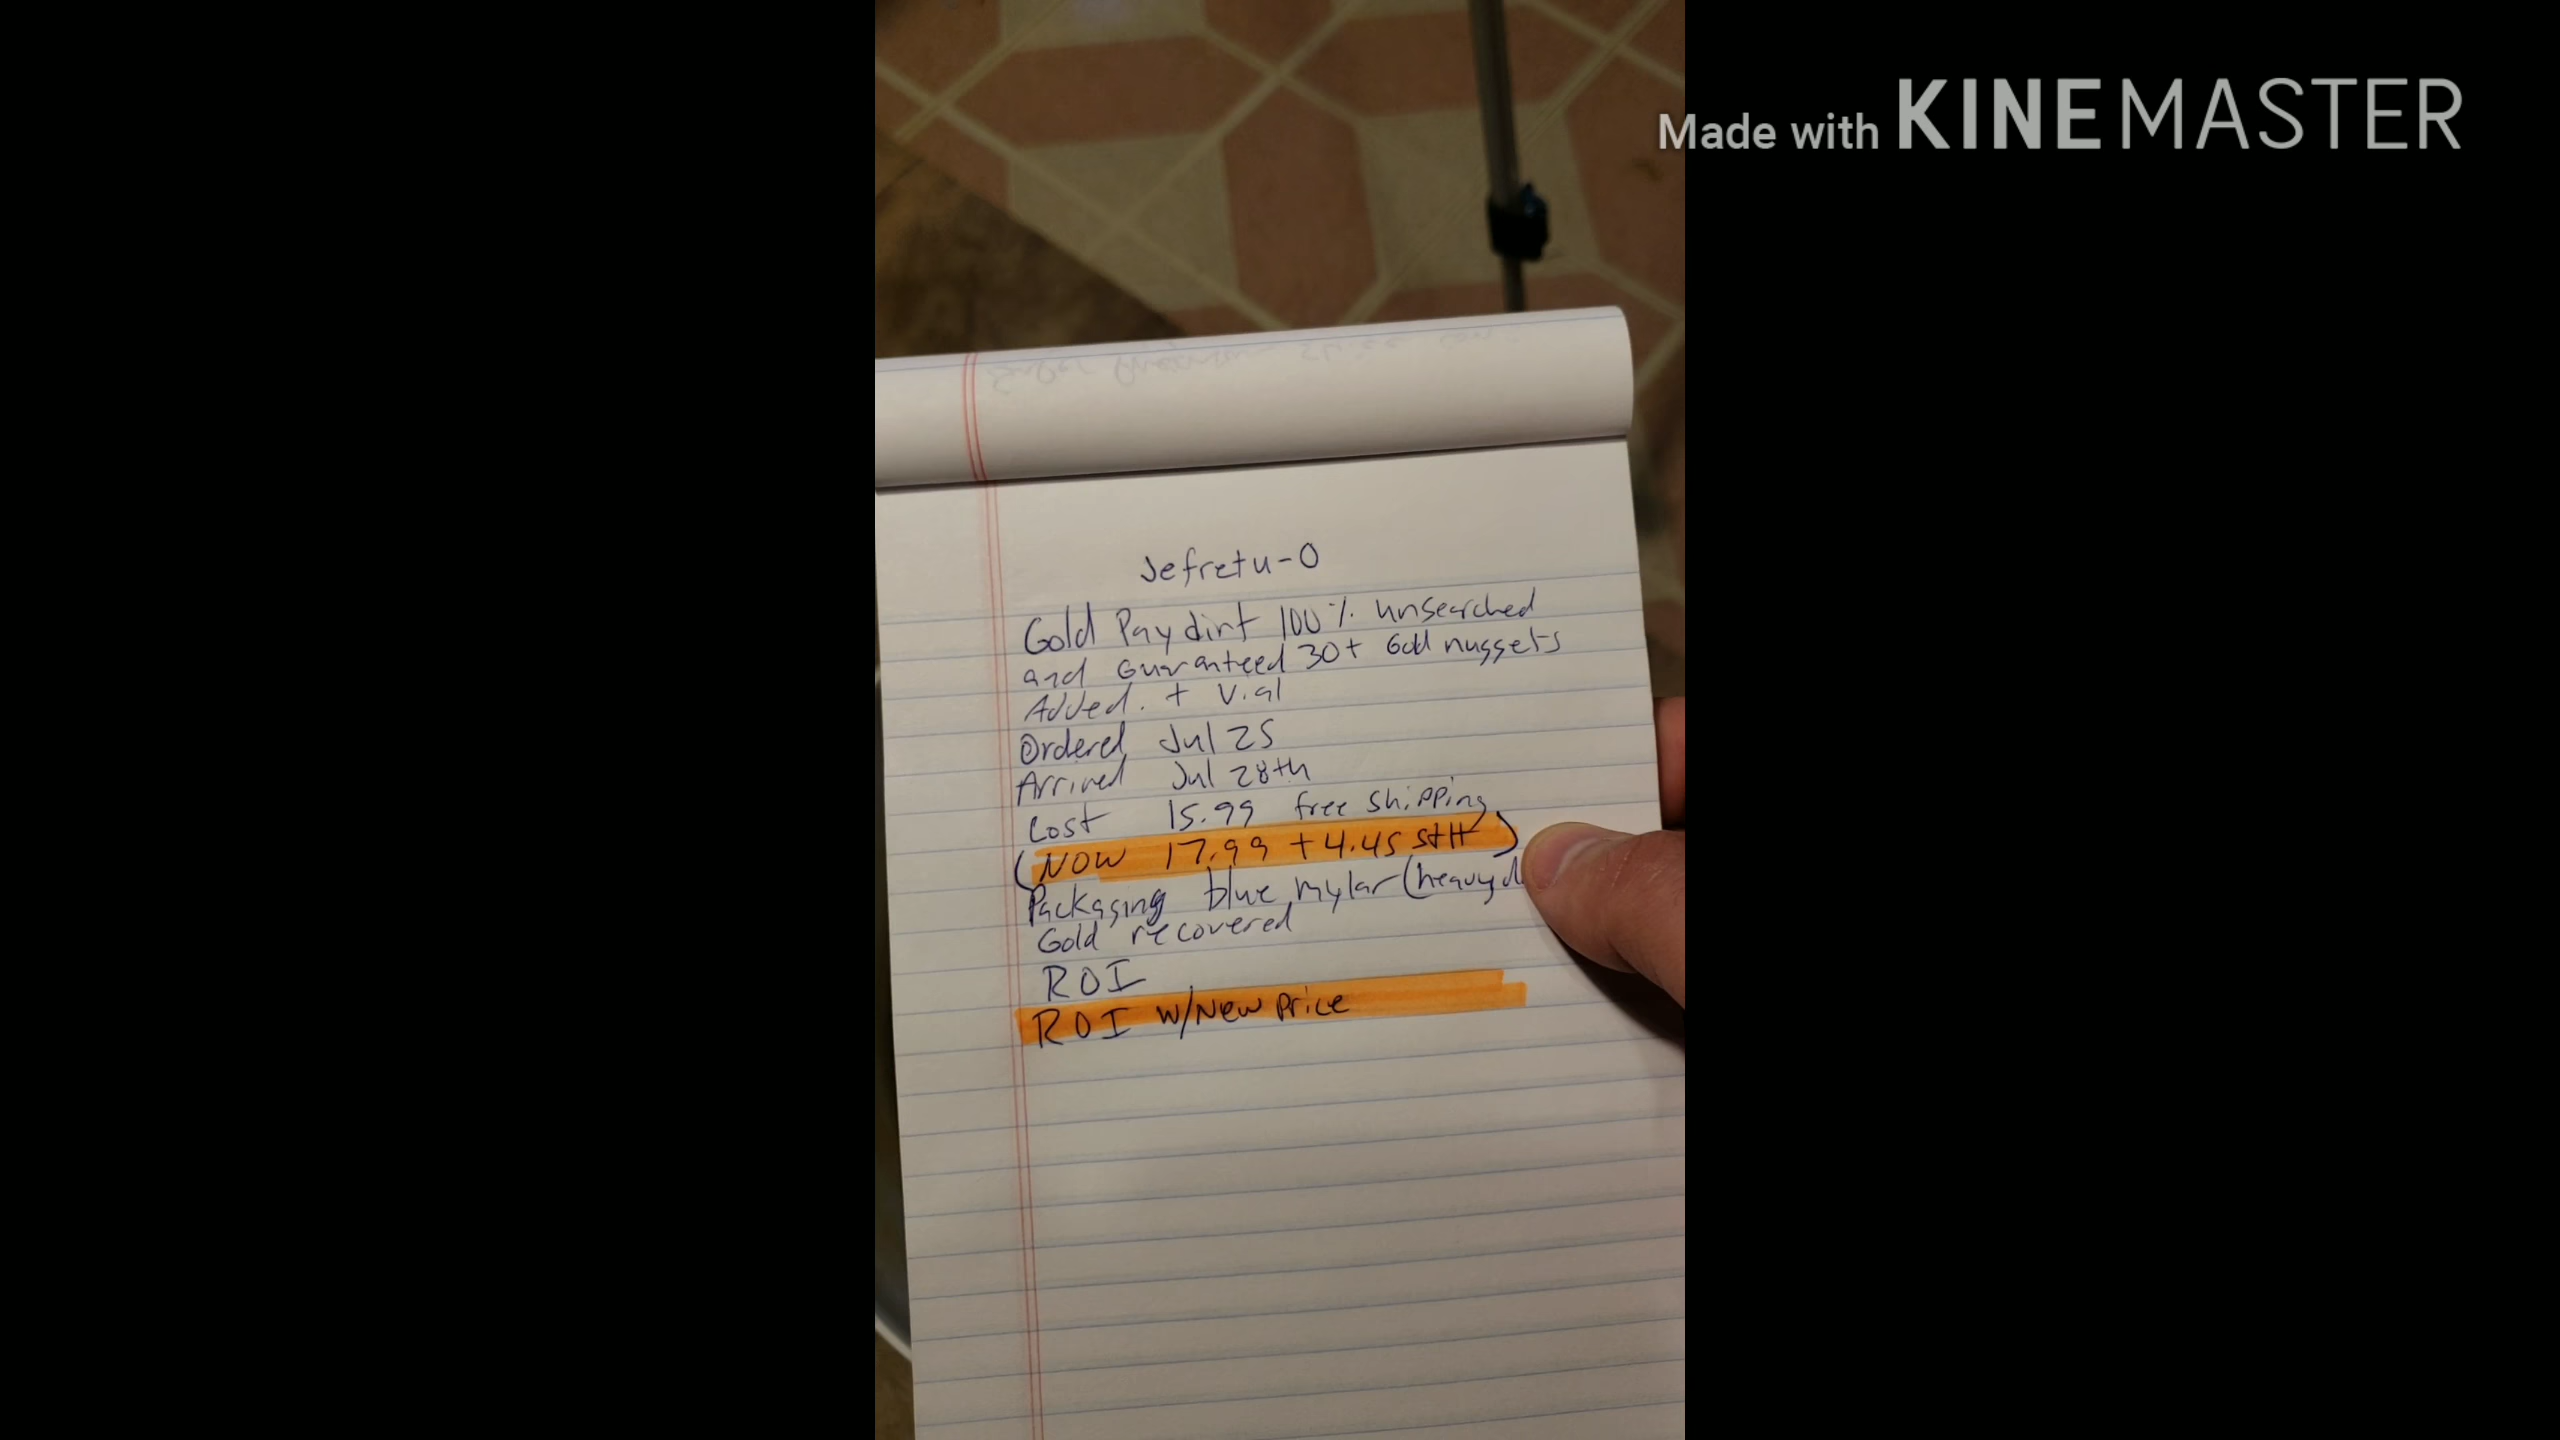 Made with KINEMASTER
Jefretu-O
Gold Paydirt 100% unsearched
and Guaranteed 30+ Gold nuggets
Added. + Vial
Ordered Jul 25
Arrived Jul 28th
Cost 15.99 free shipping
(NOW 17.99 + 4.45 S+H)
Packaging blue mylar (heavy d
Gold recovered
ROI
ROI w/New Price